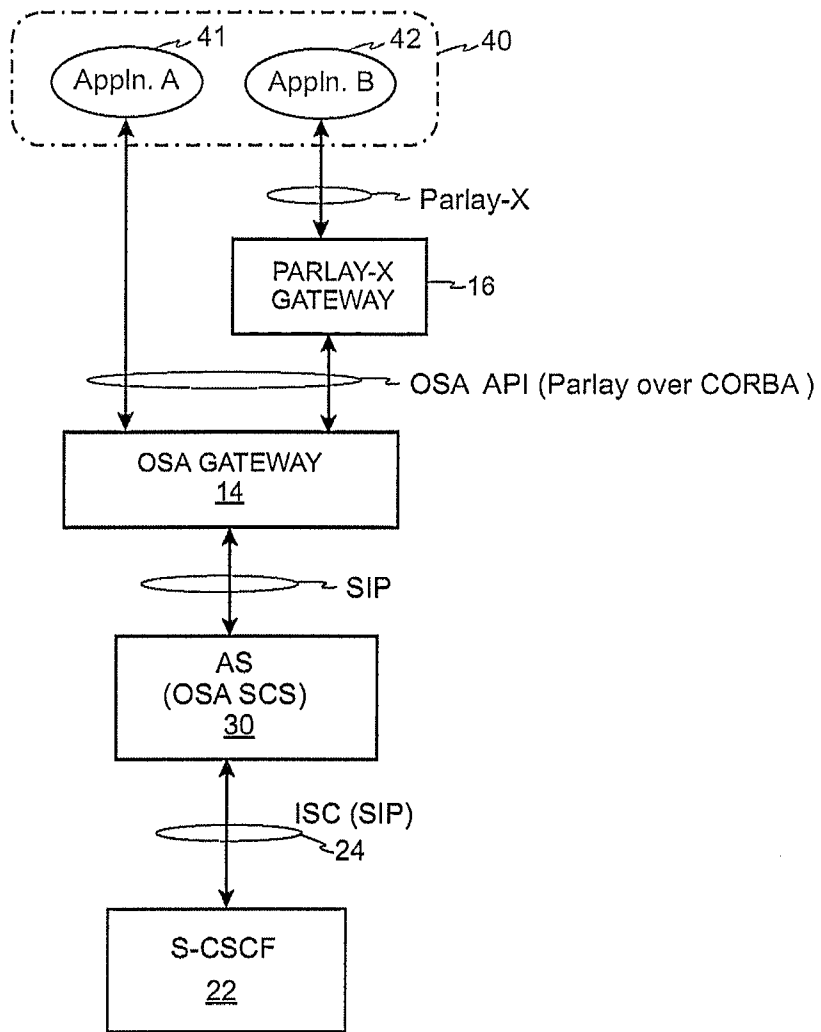 41
42
40
Appln. A
Appln. B
Parlay-X
PARLAY-X
GATEWAY
16
OSA API (Parlay over CORBA )
OSA GATEWAY
14
SIP
AS
(OSA SCS)
30
ISC (SIP)
24
S-CSCF
22